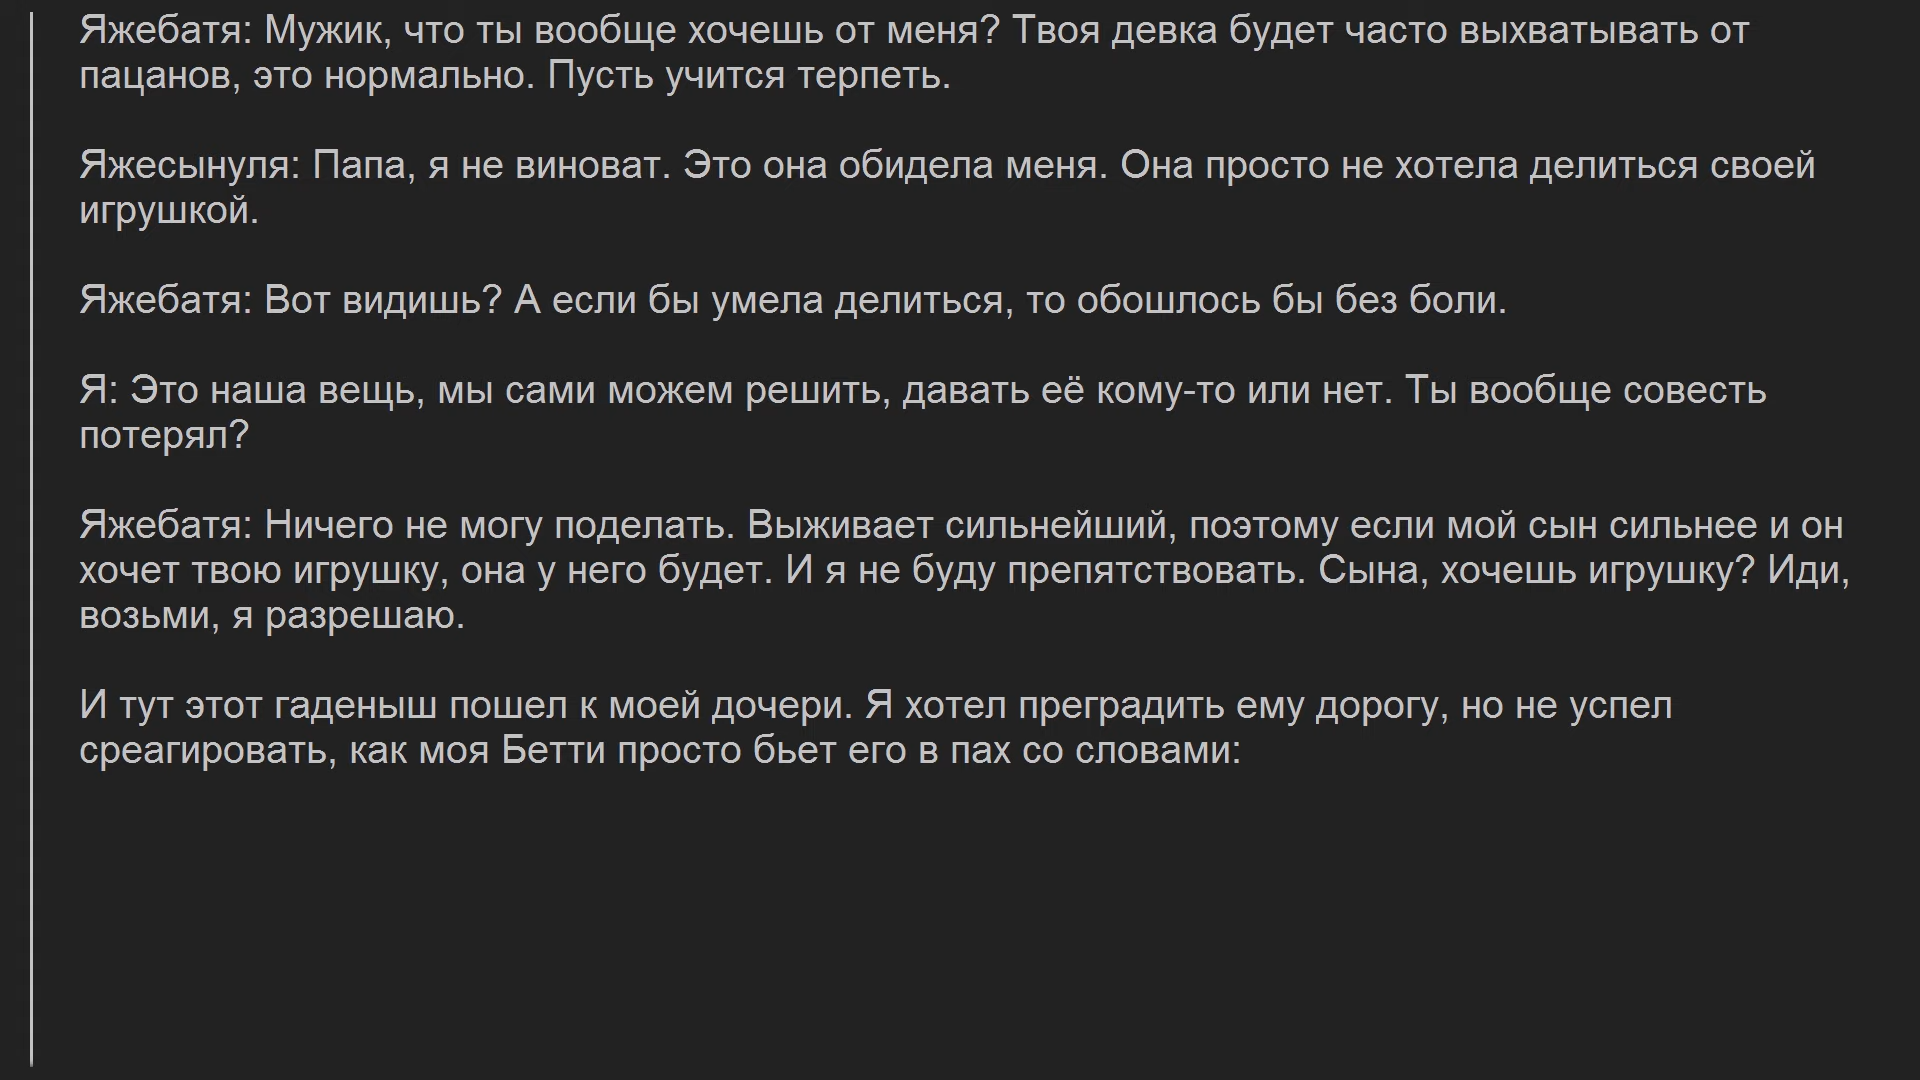 Яжебатя: Мужик, что ты вообще хочешь от меня? Твоя девка будет часто выхватывать от
пацанов, это нормально. Пусть учится терпеть.
Яжесынуля: Папа, я не виноват. Это она обидела меня. Она просто не хотела делиться своей
игрушкой.
Яжебатя: Вот видишь? А если бы умела делиться, то обошлось бы без боли.
Я: Это наша вещь, мы сами можем решить, давать её кому-то или нет. Ты вообще совесть
потерял?
Яжебатя: Ничего не могу поделать. Выживает сильнейший, поэтому если мой сын сильнее и он
хочет твою игрушку, она у него будет. И я не буду препятствовать. Сына, хочешь игрушку? Иди,
возьми, я разрешаю.
И тут этот гаденыш пошел к моей дочери. Я хотел преградить ему дорогу, но не успел
среагировать, как моя Бетти просто бьет его в пах со словами: